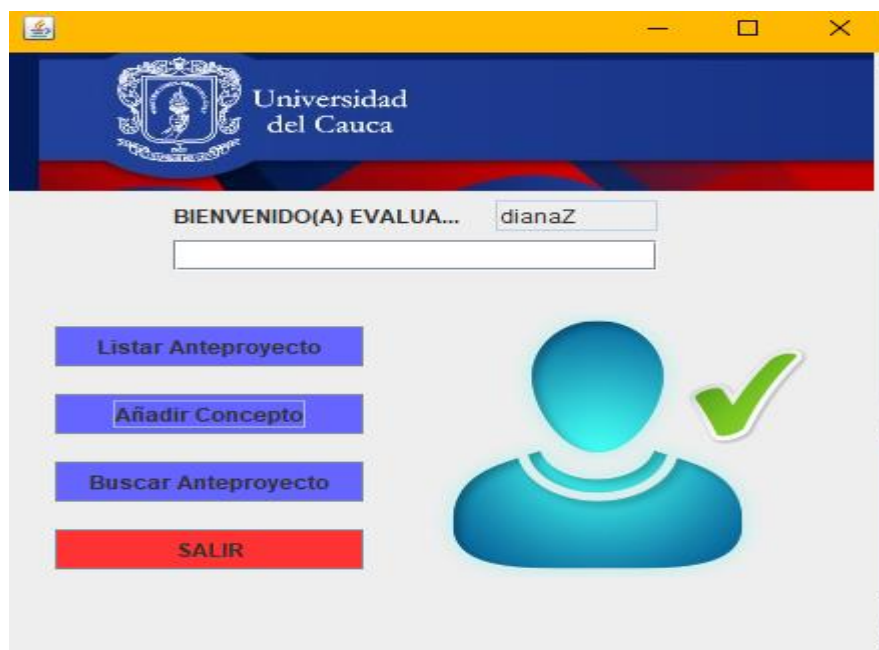 Universidad
del Cauca
BIENVENIDO(A) EVALUA... dianaZ
Listar Anteproyecto
Añadir Concepto
Buscar Anteproyecto
SALIR